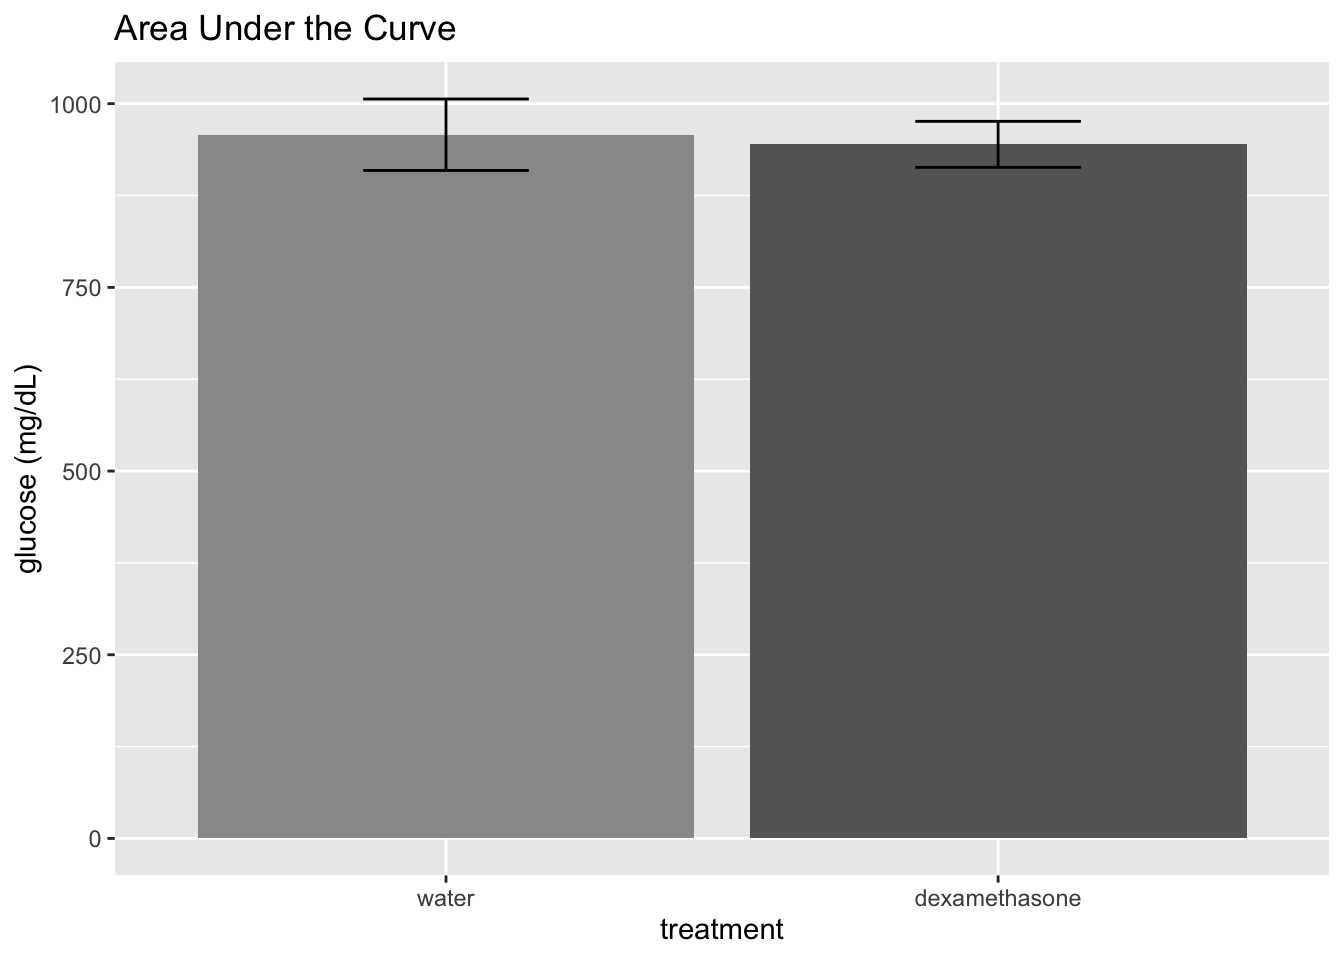 Area Under the Curve
1000
750
500
250
0
glucose (mg/dL)
water
dexamethasone
treatment